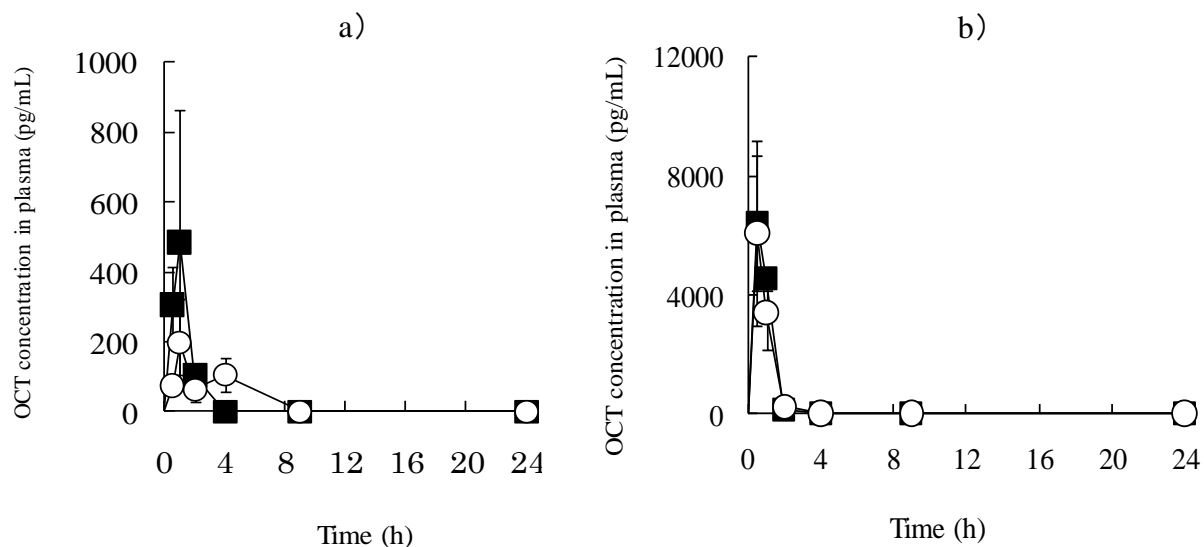 a)
OCT concentration in plasma (pg/mL)
1000
800
600
400
200
0
0 4 8 12 16 20 24
Time (h)
b)
OCT concentration in plasma (pg/mL)
12000
8000
4000
0
0 4 8 12 16 20 24
Time (h)